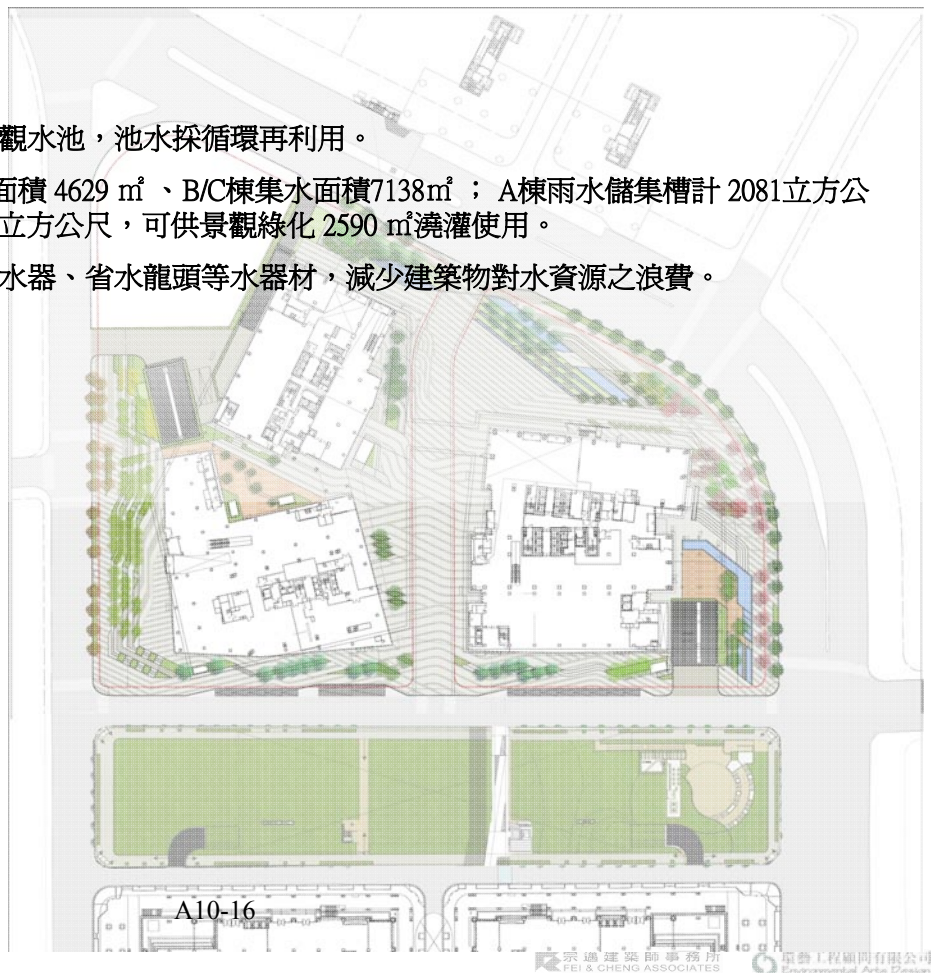 觀水池，池水採循環再利用。
面積 4629 ㎡ 、B/C棟集水面積7138㎡ ； A棟雨水儲集槽計 2081立方公
立方公尺，可供景觀綠化 2590 ㎡澆灌使用。
水器、省水龍頭等水器材，減少建築物對水資源之浪費。
A10-16
宗邁建築師事務所
FEI & CHENG ASSOCIATES
環藝工程顧問有限公司